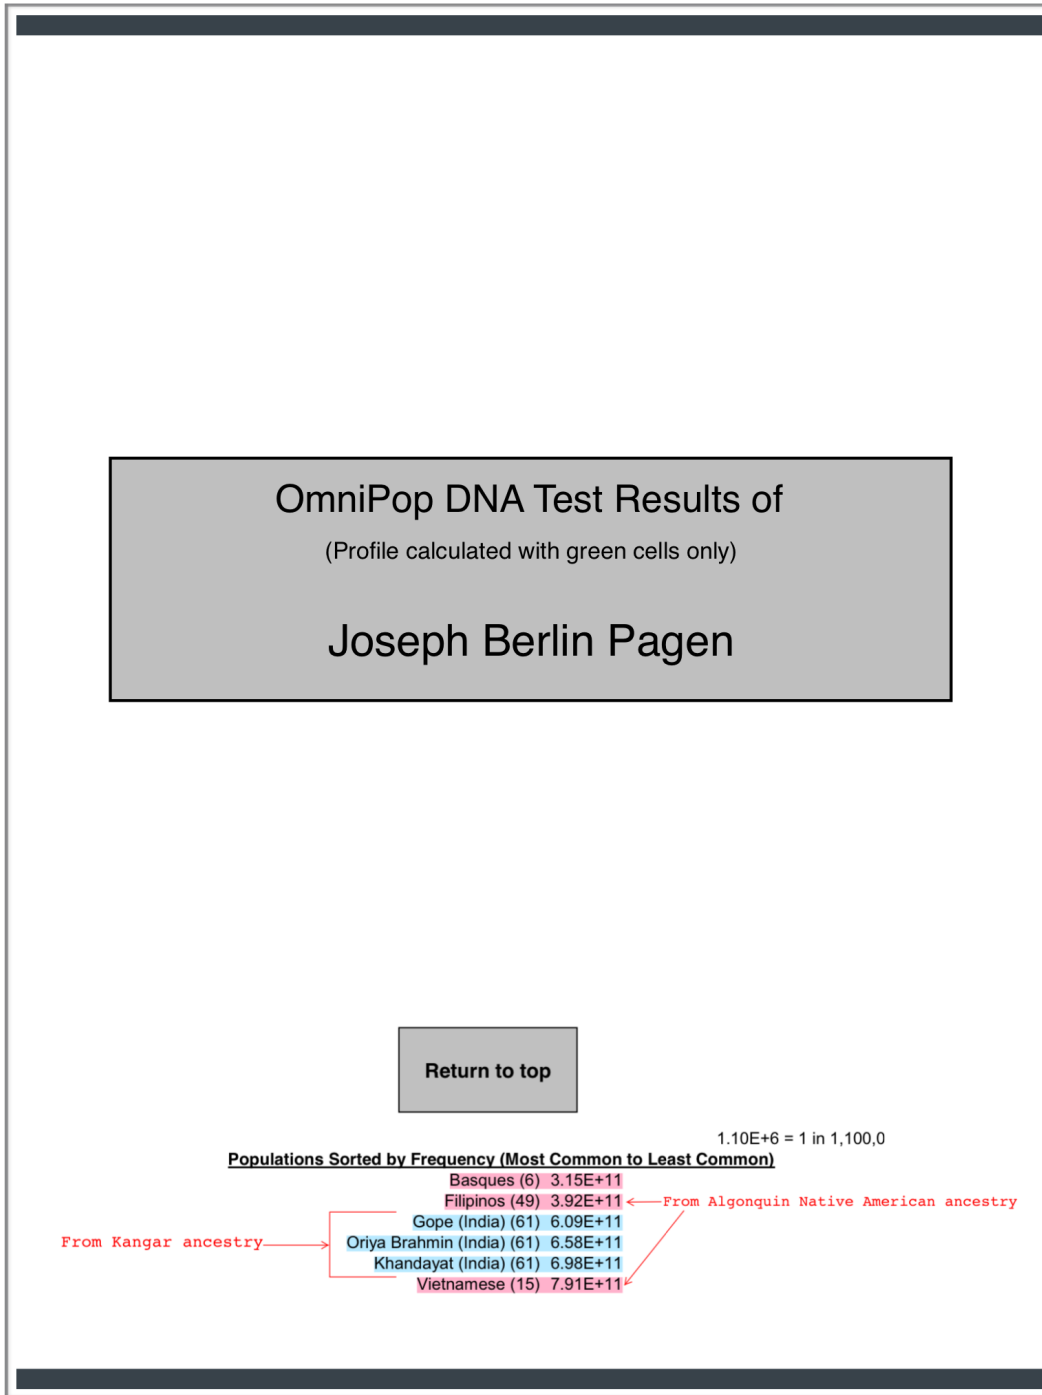 OmniPop DNA Test Results of
(Profile calculated with green cells only)
Joseph Berlin Pagen
Return to top
1.10E+6 = 1 in 1,100,0
Populations Sorted by Frequency (Most Common to Least Common)
Basques (6) 3.15E+11
Filipinos (49) 3.92E+11 From Algonquin Native American ancestry
Gope (India) (61) 6.09E+11
From Kangar ancestry Oriya Brahmin (India) (61) 6.58E+11
Khandayat (India) (61) 6.98E+11
Vietnamese (15) 7.91E+11